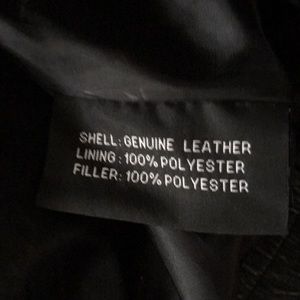 SHELL: GENUINE LEATHER
LINING: 100% POLYESTER
FILLER: 100% POLYESTER